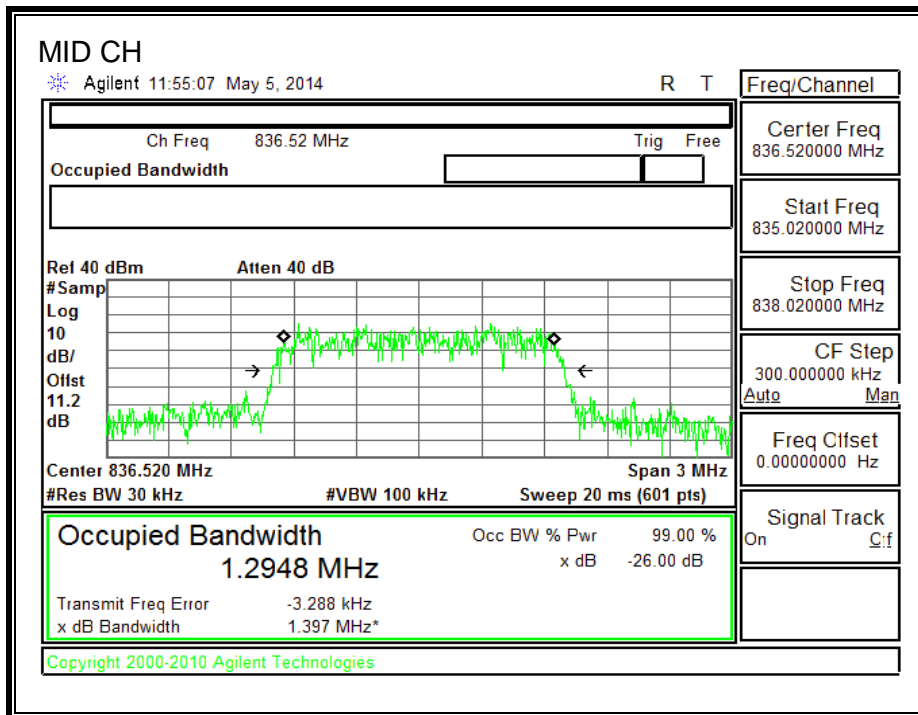 MID CH
Agilent 11:55:07 May 5, 2014 R T
Freq/Channel
Ch Freq 836.52 MHz Trig Free
Occupied Bandwidth
Center Freq
836.520000 MHz
Start Freq
835.020000 MHz
Stop Freq
838.020000 MHz
CF Step
300.000000 kHz
Auto Man
Freq Offset
0.00000000 Hz
Signal Track
On Off
Ref 40 dBm Atten 40 dB
#Samp
Log
10
dB/
Offst
11.2
dB
Center 836.520 MHz Span 3 MHz
#Res BW 30 kHz #VBW 100 kHz Sweep 20 ms (601 pts)
Occupied Bandwidth Occ BW % Pwr 99.00 %
1.2948 MHz x dB -26.00 dB
Transmit Freq Error -3.288 kHz
x dB Bandwidth 1.397 MHz*
Copyright 2000-2010 Agilent Technologies